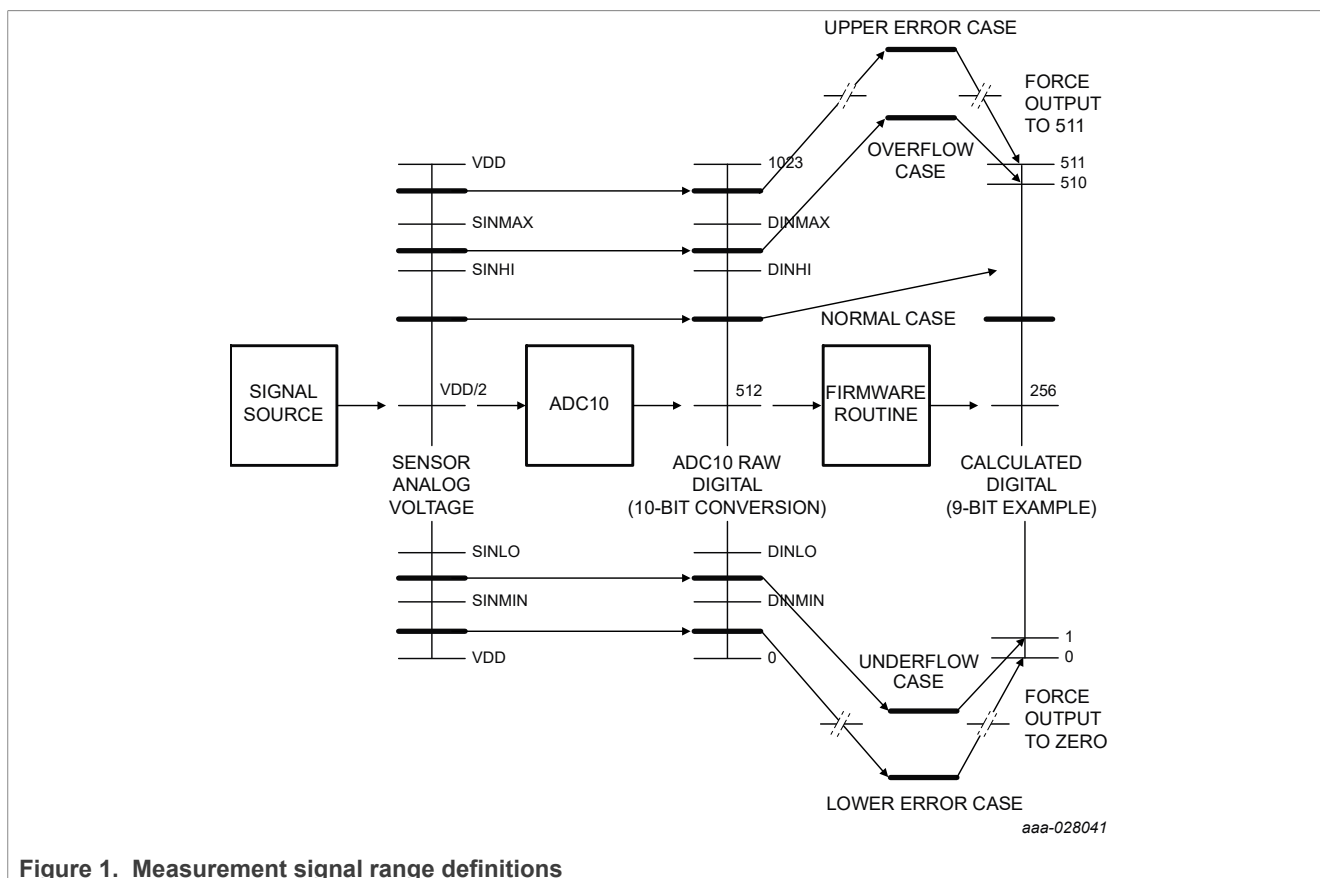 UPPER ERROR CASE
FORCE
OUTPUT
TO 511
OVERFLOW
CASE
VDD
1023
511
510
SINMAX
DINMAX
SINHI
DINHI
NORMAL CASE
SIGNAL
SOURCE
VDD/2
ADC10
512
FIRMWARE
ROUTINE
256
SENSOR
ANALOG
VOLTAGE
ADC10 RAW
DIGITAL
(10-BIT CONVERSION)
CALCULATED
DIGITAL
(9-BIT EXAMPLE)
SINLO
DINLO
SINMIN
DINMIN
1
VDD
0
0
UNDERFLOW
CASE
FORCE
OUTPUT
TO ZERO
LOWER ERROR CASE
aaa-028041
Figure 1. Measurement signal range definitions